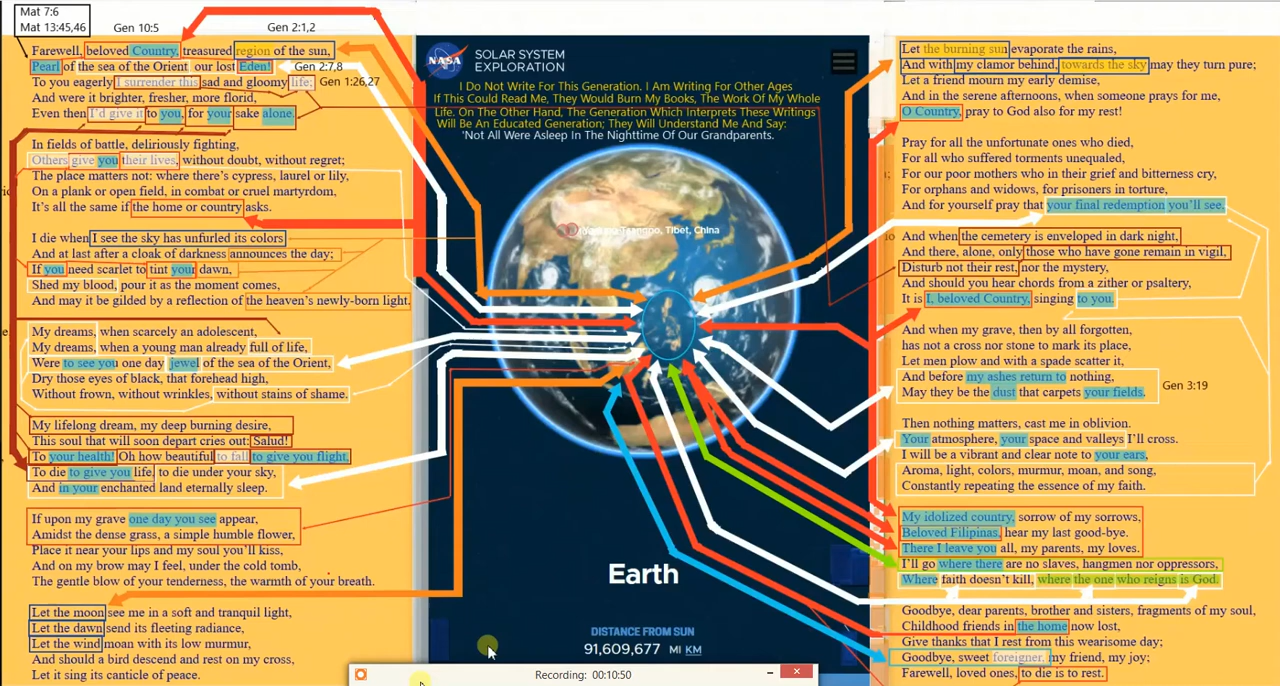 Mat 7:6
Mat 13:45,46
Gen 10:5
Gen 2:1,2
Farewell, beloved Country, treasured region of the sun,
Pearl of the sea of the Orient our lost Eden!
Gen 2:7,8
To you eagerly I surrender this sad and gloomy life;
Gen 1:26,27
And were it brighter, fresher, more florid,
Even then I'd give it to you, for your sake alone.
In fields of battle, deliriously fighting,
Others give you their lives, without doubt, without regret;
The place matters not: where there's cypress, laurel or lily,
On a plank or open field, in combat or cruel martyrdom,
It's all the same if the home or country asks.
I die when I see the sky has unfurled its colors
And at last after a cloak of darkness announces the day;
If you need scarlet to tint your dawn,
Shed my blood, pour it as the moment comes,
And may it be gilded by a reflection of the heaven's newly-born light.
My dreams, when scarcely an adolescent,
My dreams, when a young man already full of life,
Were to see you one day jewel of the sea of the Orient,
Dry those eyes of black, that forehead high,
Without frown, without wrinkles, without stains of shame.
My lifelong dream, my deep burning desire,
This soul that will soon depart cries out: Salud!
To your health! Oh how beautiful to fall to give you flight,
To die to give you life, to die under your sky,
And in your enchanted land eternally sleep.
If upon my grave one day you see appear,
Amidst the dense grass, a simple humble flower,
Place it near your lips and my soul you'll kiss,
And on my brow may I feel, under the cold tomb,
The gentle blow of your tenderness, the warmth of your breath.
Let the moon see me in a soft and tranquil light,
Let the dawn send its fleeting radiance,
Let the wind moan with its low murmur,
And should a bird descend and rest on my cross,
Let it sing its canticle of peace.
NASA
SOLAR SYSTEM
EXPLORATION
I Do Not Write For This Generation. I Am Writing For Other Ages
If This Could Read Me, They Would Burn My Books, The Work Of My Whole
Life. On The Other Hand, The Generation Which Interprets These Writings
Will Be An Educated Generation; They Will Understand Me And Say:
'Not All Were Asleep In The Nighttime Of Our Grandparents.
Tibet, China
Earth
DISTANCE FROM SUN
91,609,677 MI KM
Recording: 00:10:50
Let the burning sun evaporate the rains,
And with my clamor behind, towards the sky may they turn pure;
Let a friend mourn my early demise,
And in the serene afternoons, when someone prays for me,
O Country, pray to God also for my rest!
Pray for all the unfortunate ones who died,
For all who suffered torments unequaled,
For our poor mothers who in their grief and bitterness cry,
For orphans and widows, for prisoners in torture,
And for yourself pray that your final redemption you'll see.
And when the cemetery is enveloped in dark night,
And there, alone, only those who have gone remain in vigil,
Disturb not their rest, nor the mystery,
And should you hear chords from a zither or psaltery,
It is I, beloved Country, singing to you.
And when my grave, then by all forgotten,
has not a cross nor stone to mark its place,
Let men plow and with a spade scatter it,
And before my ashes return to nothing,
May they be the dust that carpets your fields.
Gen 3:19
Then nothing matters, cast me in oblivion.
Your atmosphere, your space and valleys I'll cross.
I will be a vibrant and clear note to your ears,
Aroma, light, colors, murmur, moan, and song,
Constantly repeating the essence of my faith.
My idolized country, sorrow of my sorrows,
Beloved Filipinas, hear my last good-bye.
There I leave you all, my parents, my loves.
I'll go where there are no slaves, hangmen nor oppressors,
Where faith doesn't kill, where the one who reigns is God.
Goodbye, dear parents, brother and sisters, fragments of my soul,
Childhood friends in the home now lost,
Give thanks that I rest from this wearisome day;
Goodbye, sweet foreigner, my friend, my joy;
Farewell, loved ones, to die is to rest.